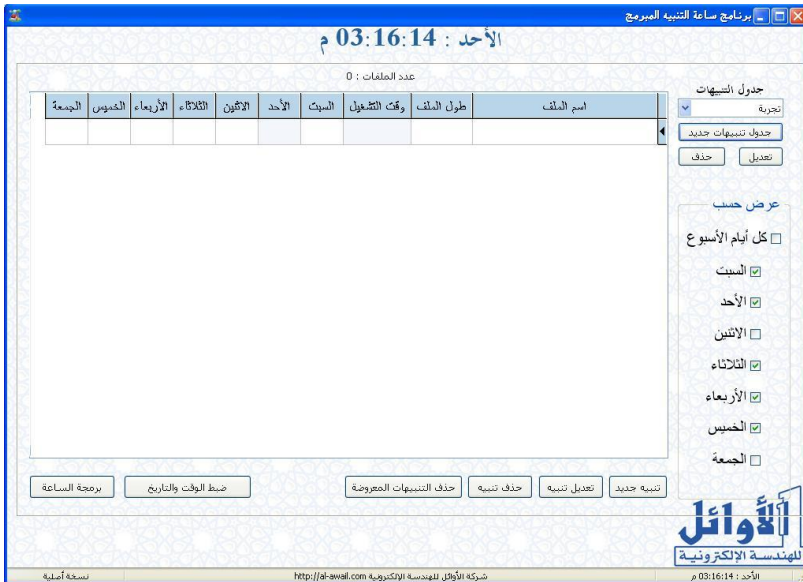 برنامج ساعة التنبيه المبرمج
الأحد : 03:16:14 م
عدد الملفات : 0
جدول التنبيهات
تجربة
جدول تنبيهات جديد
تعديل
حذف
اسم الملف
طول الملف
وقت التشغيل
السبت
الأحد
الاثنين
الثلاثاء
الأربعاء
الخميس
الجمعة
عرض حسب
كل أيام الأسبوع
السبت
الأحد
الاثنين
الثلاثاء
الأربعاء
الخميس
الجمعة
تنبيه جديد
تعديل تنبيه
حذف تنبيه
حذف التنبيهات المعروضة
ضبط الوقت والتاريخ
برمجة الساعة
الأوائل
للهندسة الإلكترونية
الأحد : 03:16:14 م
شركة الأوائل للهندسة الإلكترونية http://al-awail.com
نسخة أصلية